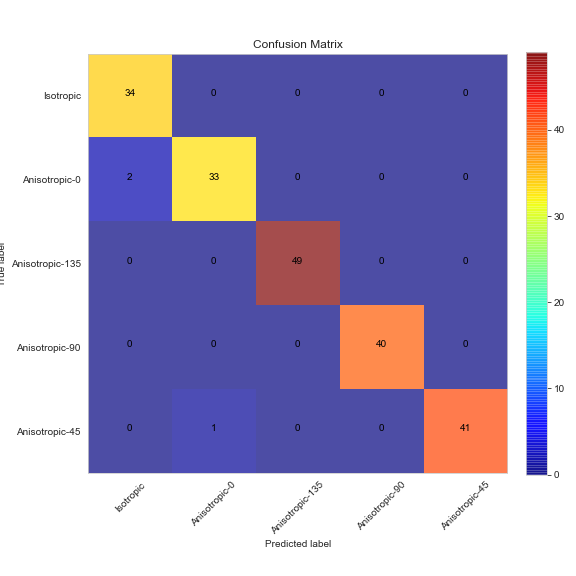 Confusion Matrix
Isotropic 34 0 0 0 0
Anisotropic-0 2 33 0 0 0
Anisotropic-135 0 0 49 0 0
Anisotropic-90 0 0 0 40 0
Anisotropic-45 0 1 0 0 41
True label
Isotropic Anisotropic-0 Anisotropic-135 Anisotropic-90 Anisotropic-45
Predicted label
40
30
20
10
0